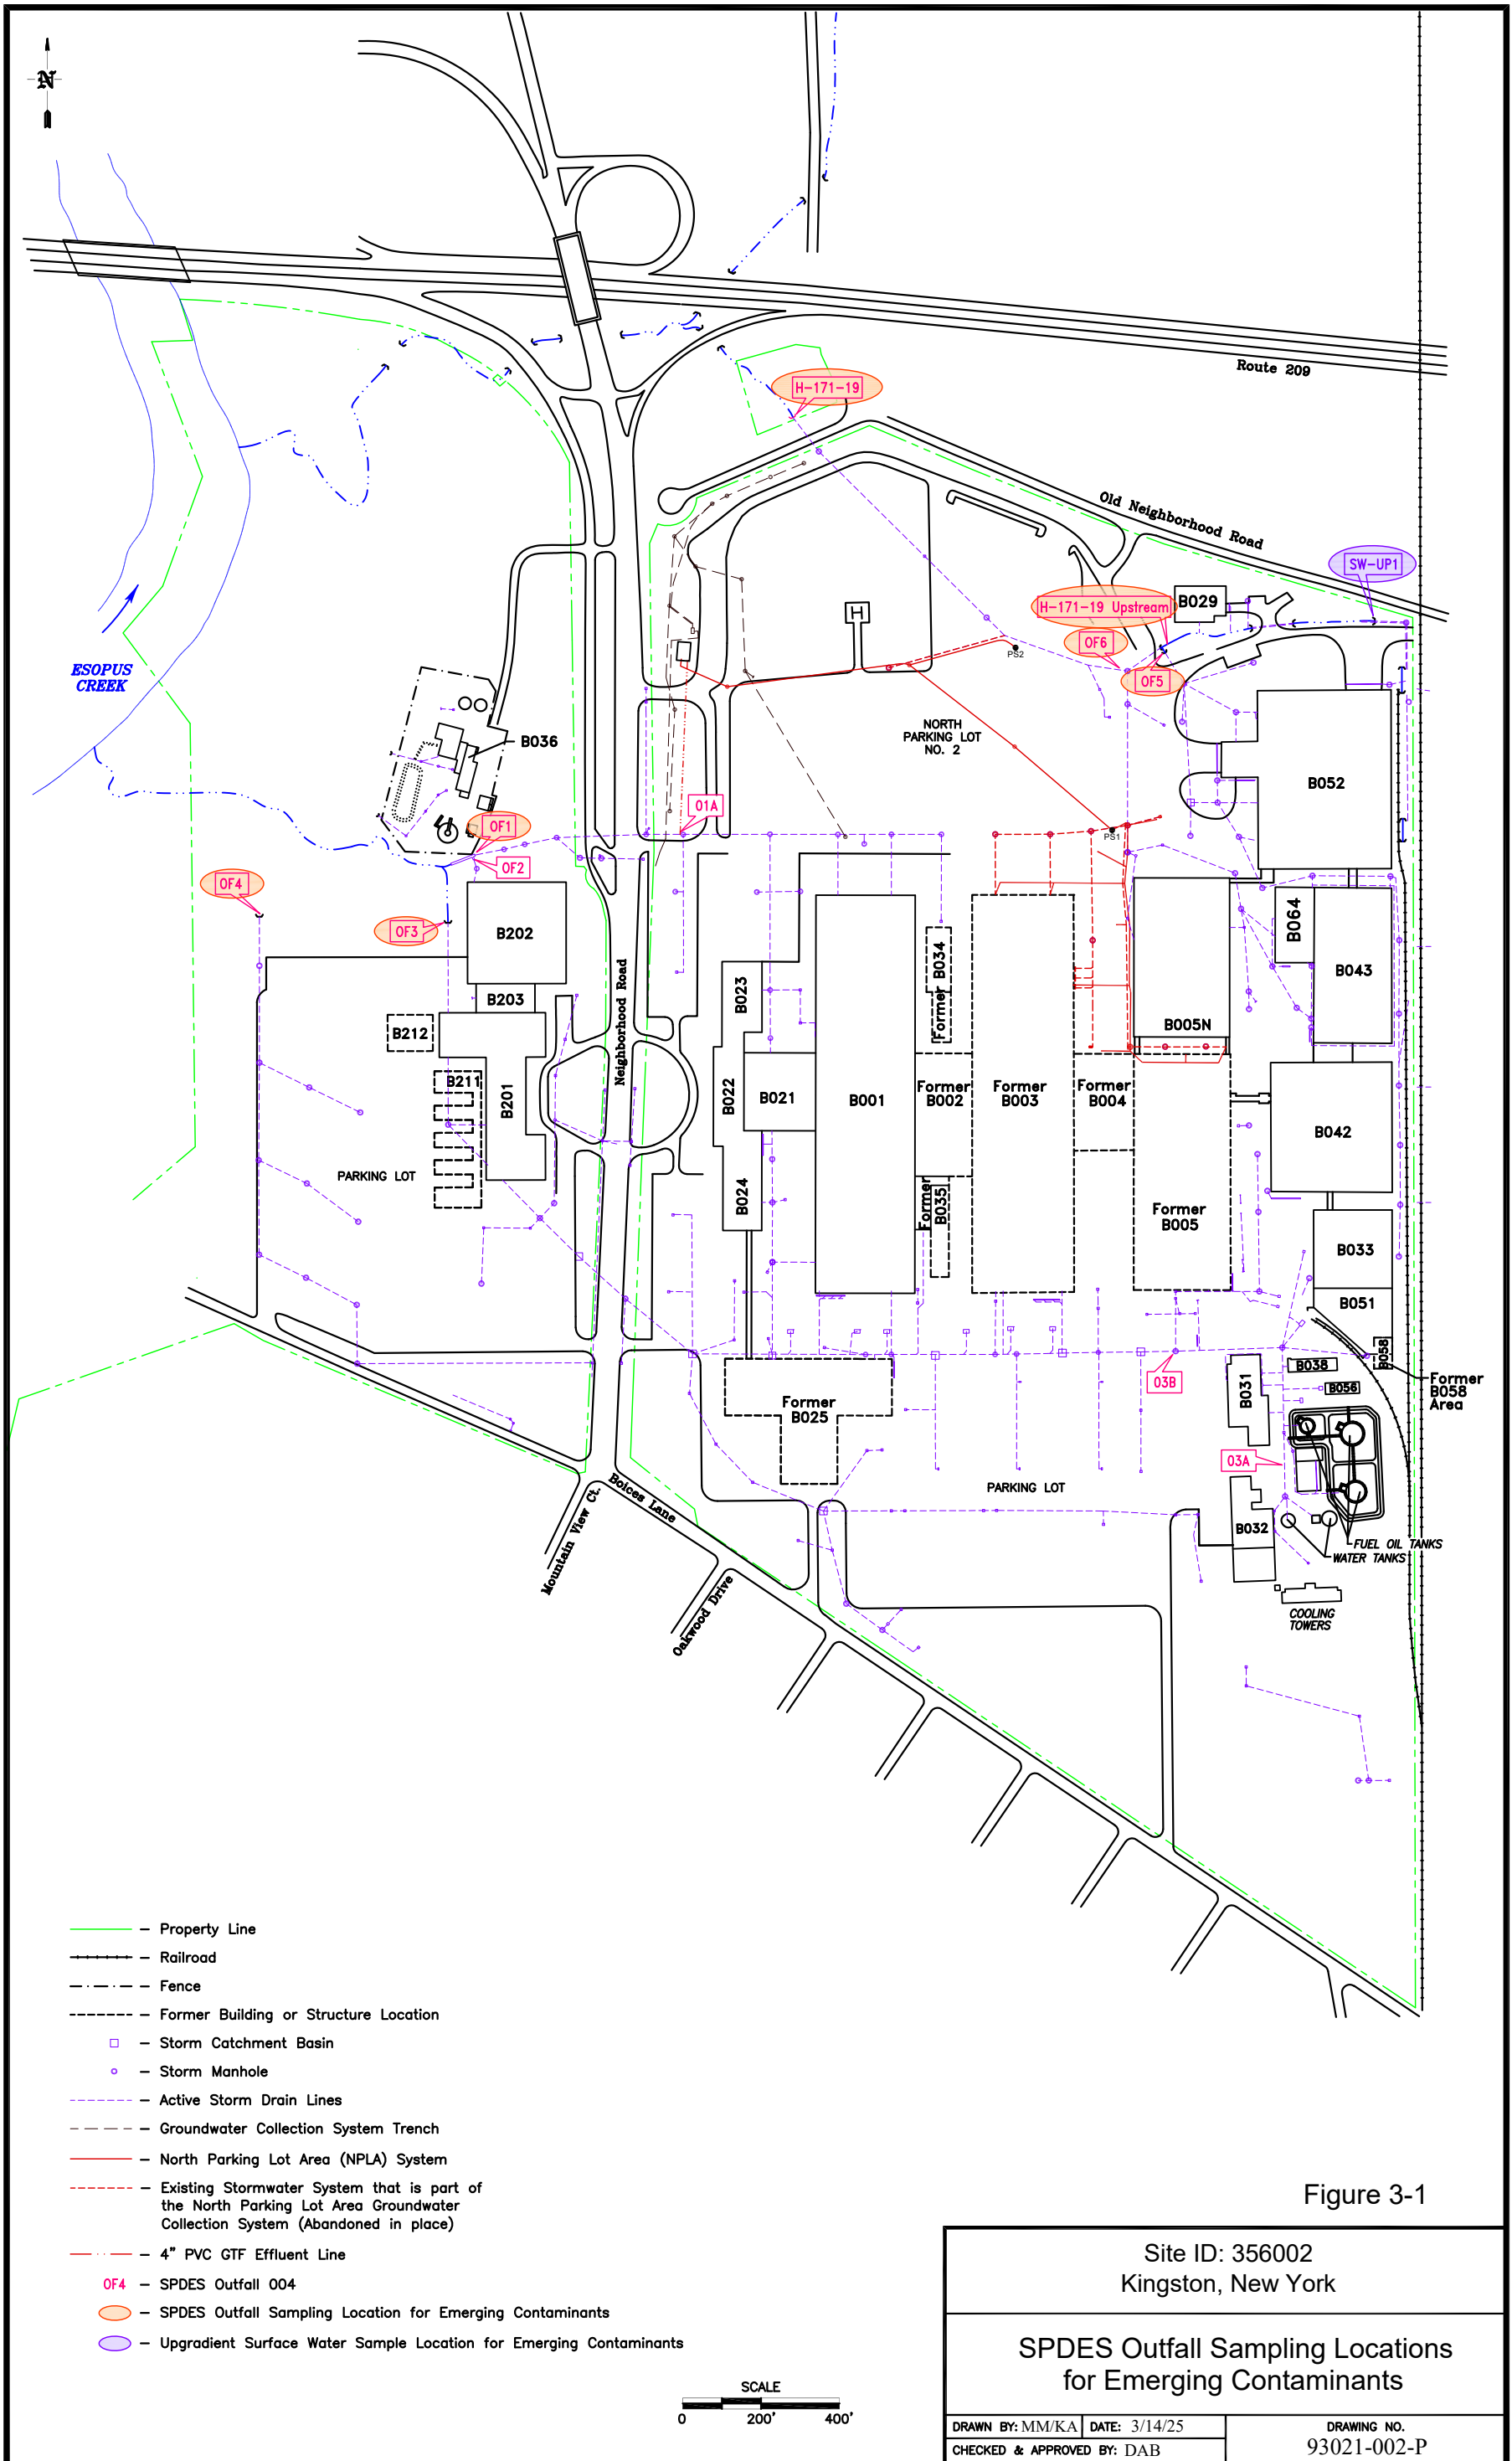 N
Route 209
H-171-19
Old Neighborhood Road
SW-UP1
H-171-19 Upstream
B029
H
OF6
PS2
OF5
ESOPUS
CREEK
NORTH
PARKING LOT
NO. 2
B036
B052
01A
OF1
PS1
OF2
OF4
OF3
B202
B034
Former
B064
B043
B023
B203
B005N
B212
Neighborhood Road
B211
B201
B022
B021
B001
Former
B002
Former
B003
Former
B004
B042
PARKING LOT
B024
Former
B035
Former
B005
B033
B051
B058
Former
B058
Area
B038
B056
B031
03B
Former
B025
03A
PARKING LOT
Boices Lane
Mountain View Ct.
Oakwood Drive
B032
FUEL OIL TANKS
WATER TANKS
COOLING
TOWERS
– Property Line
– Railroad
– Fence
– Former Building or Structure Location
– Storm Catchment Basin
– Storm Manhole
– Active Storm Drain Lines
– Groundwater Collection System Trench
– North Parking Lot Area (NPLA) System
– Existing Stormwater System that is part of
the North Parking Lot Area Groundwater
Collection System (Abandoned in place)
– 4" PVC GTF Effluent Line
OF4 – SPDES Outfall 004
– SPDES Outfall Sampling Location for Emerging Contaminants
– Upgradient Surface Water Sample Location for Emerging Contaminants
SCALE
0 200' 400'
Figure 3-1
Site ID: 356002
Kingston, New York
SPDES Outfall Sampling Locations
for Emerging Contaminants
DRAWN BY: MM/KA DATE: 3/14/25
CHECKED & APPROVED BY: DAB
DRAWING NO.
93021-002-P